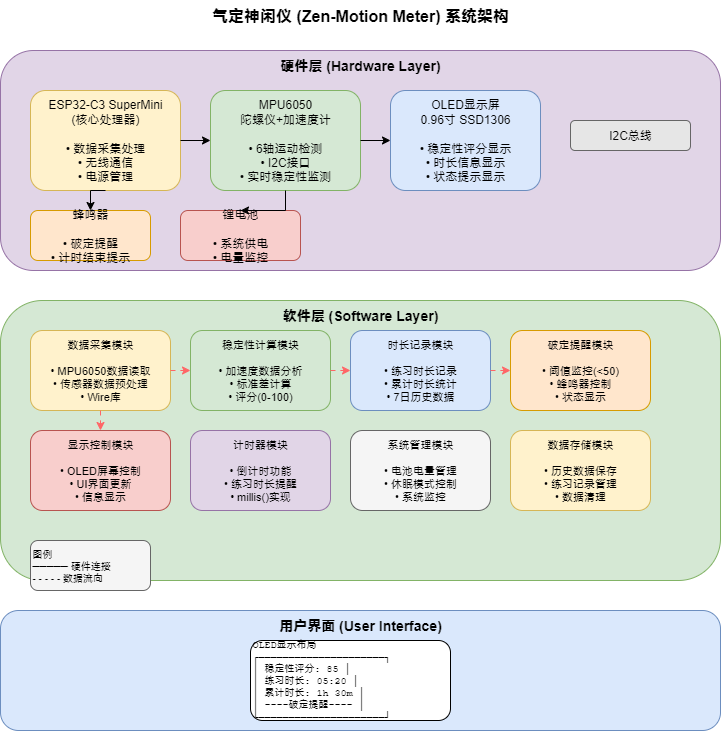 气定神闲仪 (Zen-Motion Meter) 系统架构
硬件层 (Hardware Layer)
ESP32-C3 SuperMini
(核心处理器)
• 数据采集处理
• 无线通信
• 电源管理
MPU6050
陀螺仪+加速度计
• 6轴运动检测
• I2C接口
• 实时稳定性监测
OLED显示屏
0.96寸 SSD1306
• 稳定性评分显示
• 时长信息显示
• 状态提示显示
I2C总线
蜂鸣器
• 破定提醒
• 计时结束提示
锂电池
• 系统供电
• 电量监控
软件层 (Software Layer)
数据采集模块
• MPU6050数据读取
• 传感器数据预处理
• Wire库
稳定性计算模块
• 加速度数据分析
• 标准差计算
• 评分(0-100)
时长记录模块
• 练习时长记录
• 累计时长统计
• 7日历史数据
破定提醒模块
• 阈值监控(<50)
• 蜂鸣器控制
• 状态显示
显示控制模块
• OLED屏幕控制
• UI界面更新
• 信息显示
计时器模块
• 倒计时功能
• 练习时长提醒
• millis()实现
系统管理模块
• 电池电量管理
• 休眠模式控制
• 系统监控
数据存储模块
• 历史数据保存
• 练习记录管理
• 数据清理
图例
───── 硬件连接
- - - - - 数据流向
用户界面 (User Interface)
OLED显示布局
┌─────────────────────┐
│ 稳定性评分: 85 │
│ 练习时长: 05:20 │
│ 累计时长: 1h 30m │
│ ----破定提醒---- │
└─────────────────────┘